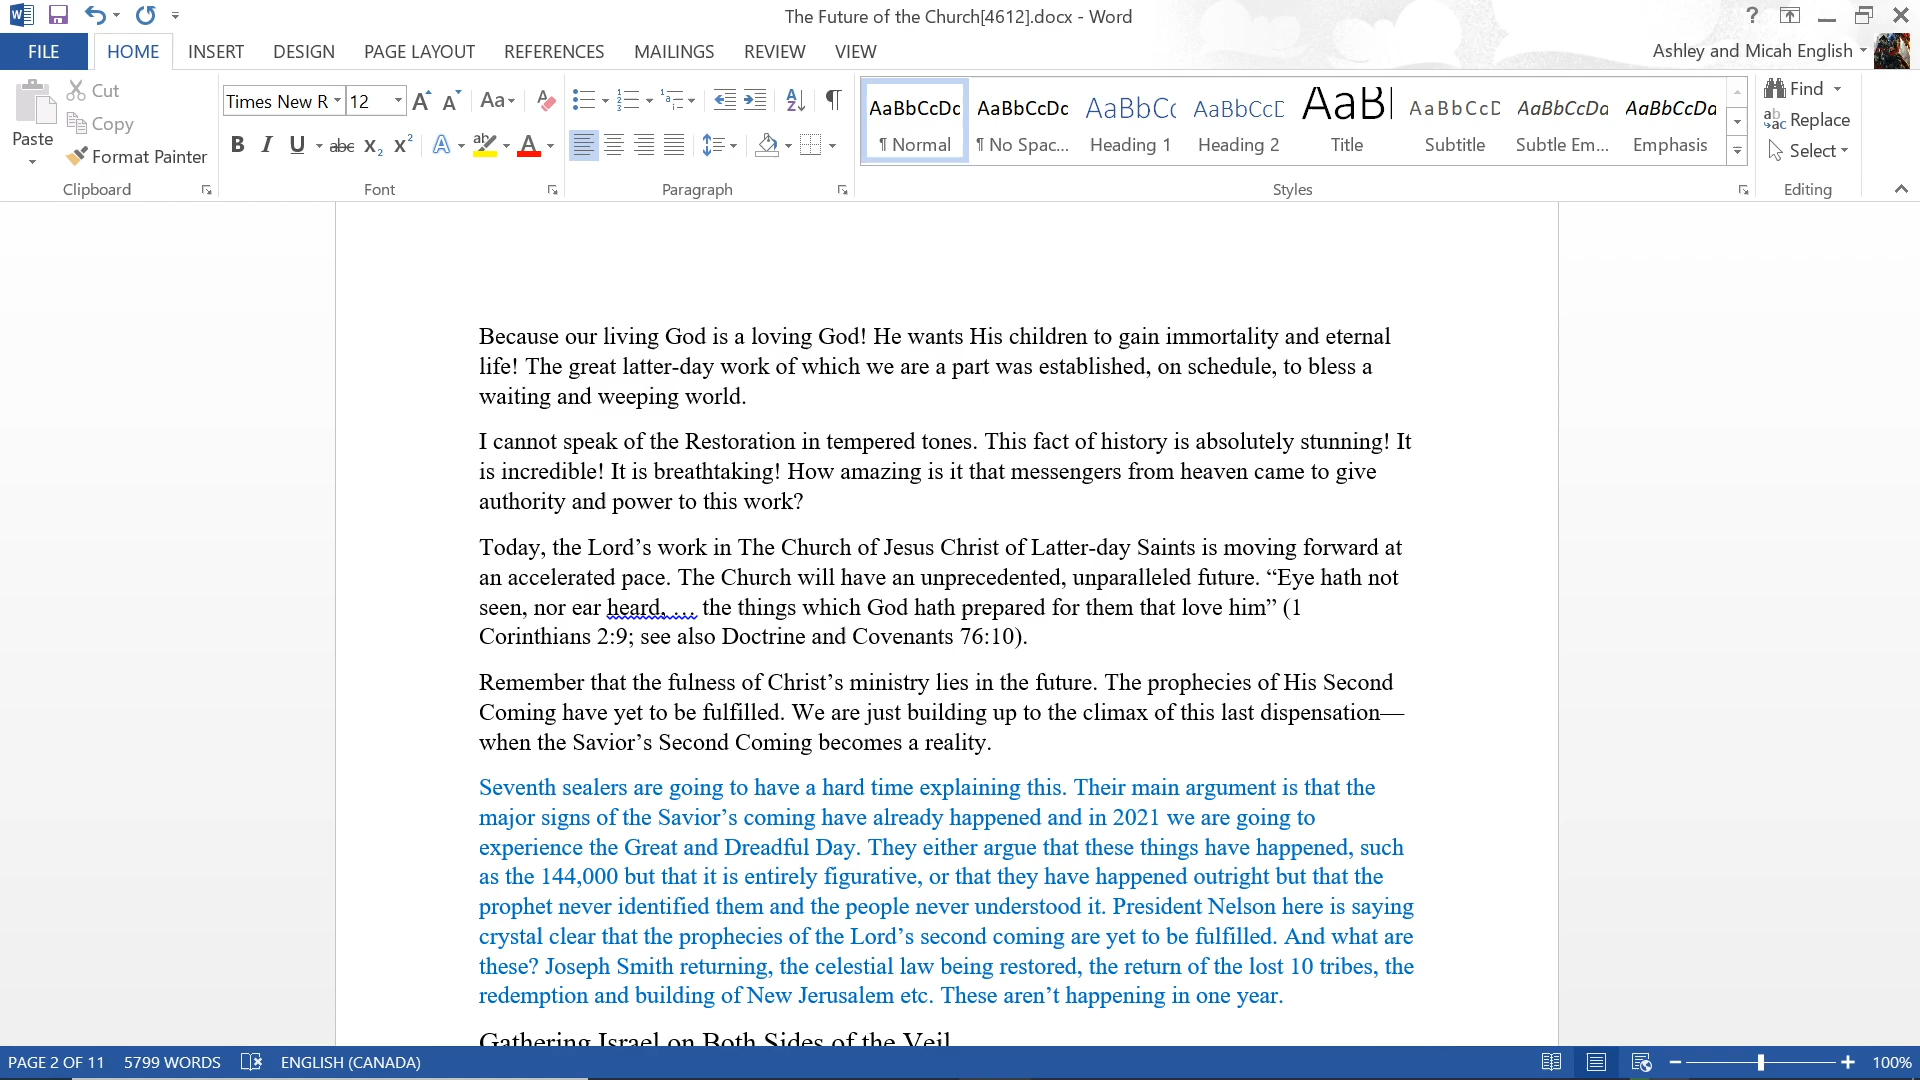 The Future of the Church[4612].docx - Word
?
FILE HOME INSERT DESIGN PAGE LAYOUT REFERENCES MAILINGS REVIEW VIEW
Ashley and Micah English
Paste
Cut
Copy
Format Painter
Clipboard
Times New R 12
Aa
B I U abc X2 X2 A ab A
Font
Paragraph
AaBbCcDc AaBbCcDc AaBbCc AaBbCcD AaB AaBbCcD AaBbCcDa AaBbCcDa
¶ Normal ¶ No Spac... Heading 1 Heading 2 Title Subtitle Subtle Em... Emphasis
Styles
Find
Replace
Select
Editing
Because our living God is a loving God! He wants His children to gain immortality and eternal
life! The great latter-day work of which we are a part was established, on schedule, to bless a
waiting and weeping world.
I cannot speak of the Restoration in tempered tones. This fact of history is absolutely stunning! It
is incredible! It is breathtaking! How amazing is it that messengers from heaven came to give
authority and power to this work?
Today, the Lord’s work in The Church of Jesus Christ of Latter-day Saints is moving forward at
an accelerated pace. The Church will have an unprecedented, unparalleled future. “Eye hath not
seen, nor ear heard, … the things which God hath prepared for them that love him” (1
Corinthians 2:9; see also Doctrine and Covenants 76:10).
Remember that the fulness of Christ’s ministry lies in the future. The prophecies of His Second
Coming have yet to be fulfilled. We are just building up to the climax of this last dispensation—
when the Savior’s Second Coming becomes a reality.
Seventh sealers are going to have a hard time explaining this. Their main argument is that the
major signs of the Savior’s coming have already happened and in 2021 we are going to
experience the Great and Dreadful Day. They either argue that these things have happened, such
as the 144,000 but that it is entirely figurative, or that they have happened outright but that the
prophet never identified them and the people never understood it. President Nelson here is saying
crystal clear that the prophecies of the Lord’s second coming are yet to be fulfilled. And what are
these? Joseph Smith returning, the celestial law being restored, the return of the lost 10 tribes, the
redemption and building of New Jerusalem etc. These aren’t happening in one year.
Gathering Israel on Both Sides of the Veil
PAGE 2 OF 11 5799 WORDS ENGLISH (CANADA)
100%